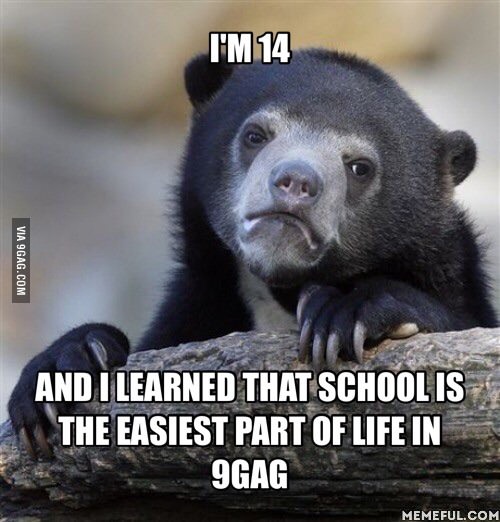 I'M 14
VIA 9GAG.COM
AND I LEARNED THAT SCHOOL IS
THE EASIEST PART OF LIFE IN
9GAG
MEMEFUL.COM